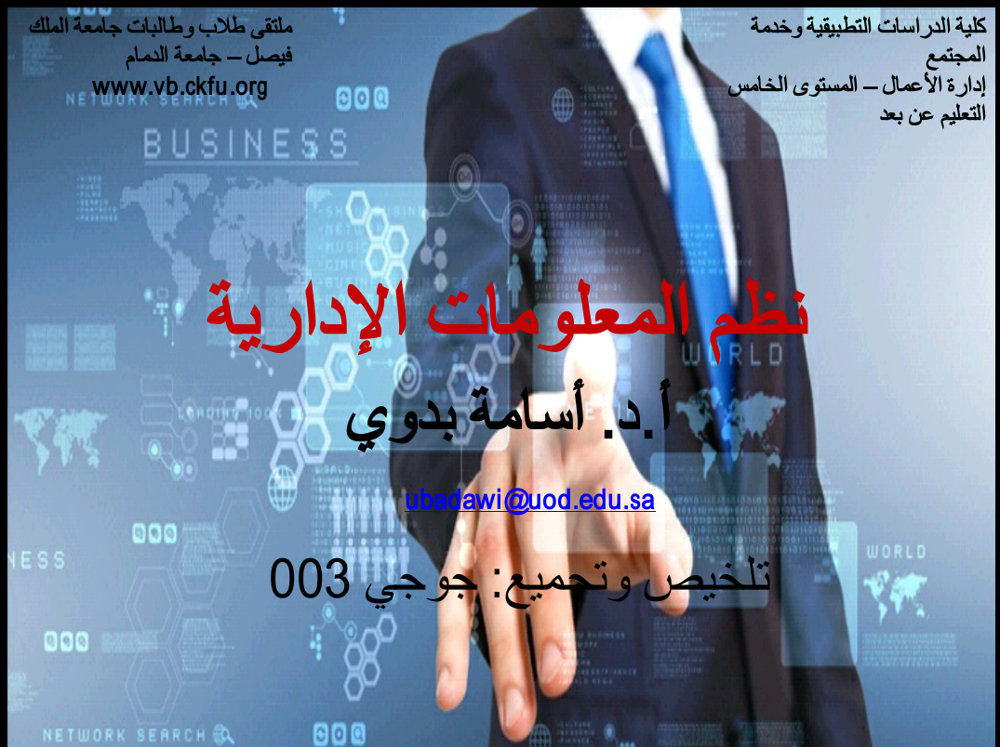 كلية الدراسات التطبيقية وخدمة
المجتمع
إدارة الأعمال – المستوى الخامس
التعليم عن بعد
ملتقى طلاب وطالبات جامعة الملك
فيصل – جامعة الدمام
www.vb.ckfu.org
NETWORK SEARCH
BUSINESS
نظم المعلومات الإدارية
WORLD
أ.د. أسامة بدوي
LOADING 100%
ubadawi@uod.edu.sa
WORLD
NESS
تلخيص وتجميع: جوجي 003
NETWORK SEARCH